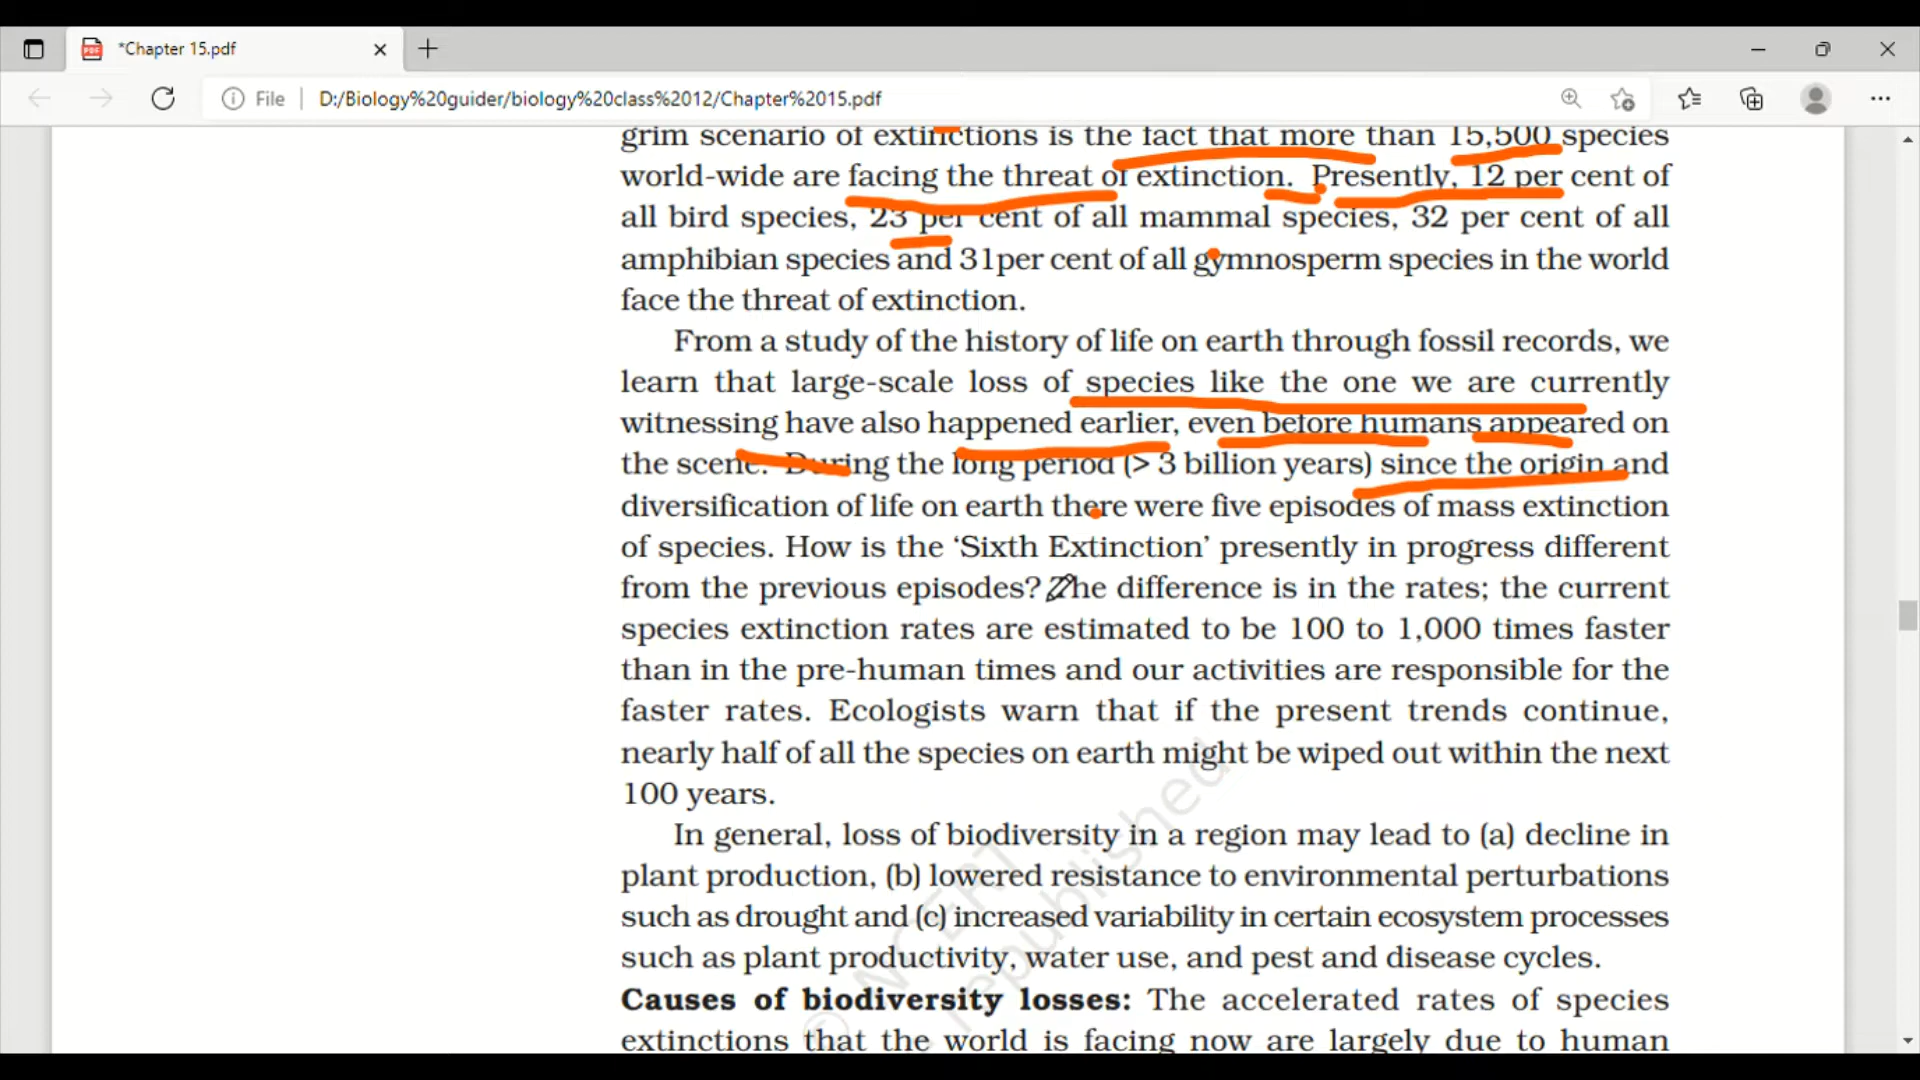 *Chapter 15.pdf
File
D:/Biology%20guider/biology%20class%2012/Chapter%2015.pdf
grim scenario of extinctions is the fact that more than 15,500 species
world-wide are facing the threat of extinction. Presently, 12 per cent of
all bird species, 23 per cent of all mammal species, 32 per cent of all
amphibian species and 31per cent of all gymnosperm species in the world
face the threat of extinction.
From a study of the history of life on earth through fossil records, we
learn that large-scale loss of species like the one we are currently
witnessing have also happened earlier, even before humans appeared on
the scene. During the long period (> 3 billion years) since the origin and
diversification of life on earth there were five episodes of mass extinction
of species. How is the ‘Sixth Extinction’ presently in progress different
from the previous episodes? The difference is in the rates; the current
species extinction rates are estimated to be 100 to 1,000 times faster
than in the pre-human times and our activities are responsible for the
faster rates. Ecologists warn that if the present trends continue,
nearly half of all the species on earth might be wiped out within the next
100 years.
In general, loss of biodiversity in a region may lead to (a) decline in
plant production, (b) lowered resistance to environmental perturbations
such as drought and (c) increased variability in certain ecosystem processes
such as plant productivity, water use, and pest and disease cycles.
Causes of biodiversity losses: The accelerated rates of species
extinctions that the world is facing now are largely due to human
© NCERT
republished